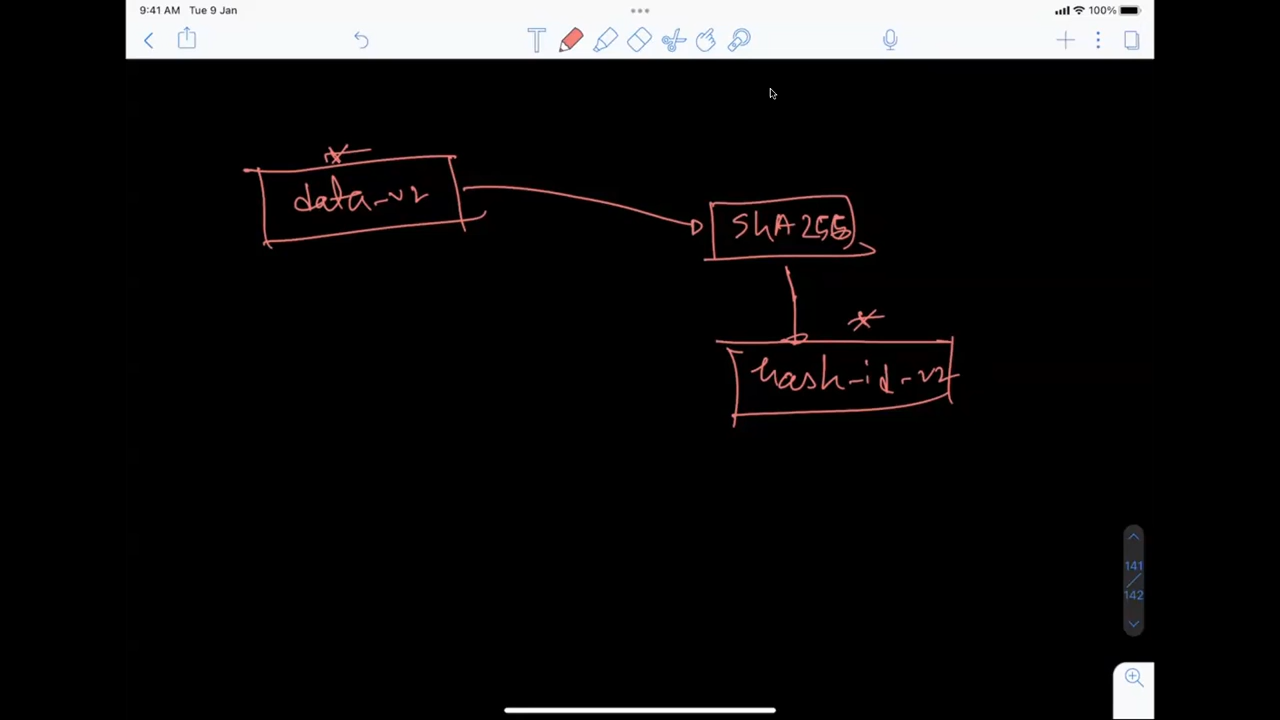 9:41 AM Tue 9 Jan
100%
T
data-v2
ShA256
hash-id-v2
141
142